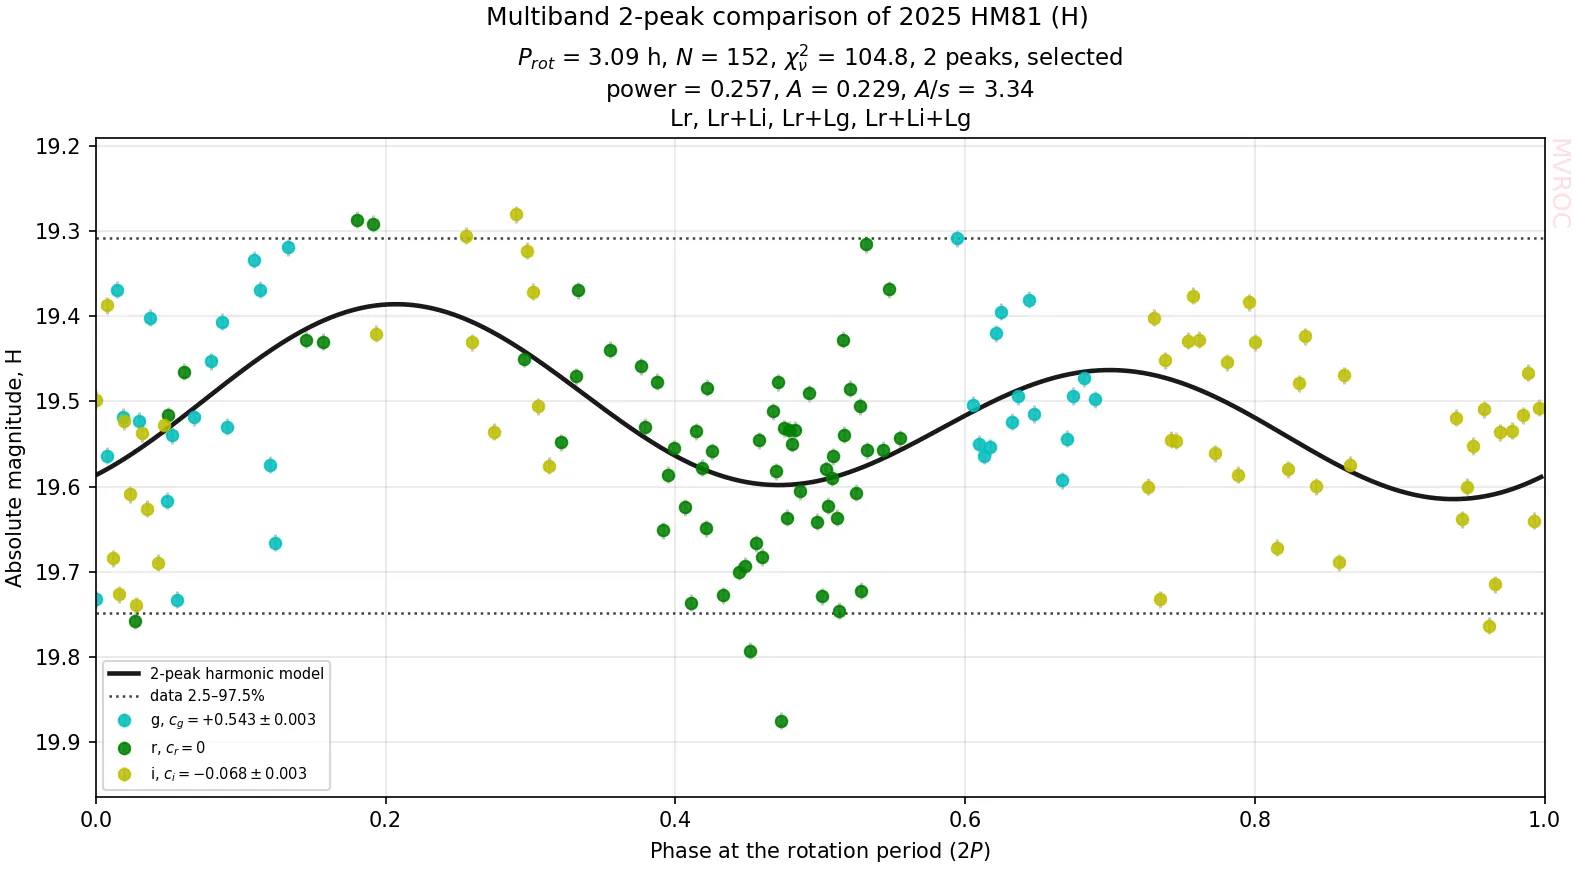 Multiband 2-peak comparison of 2025 HM81 (H)
P_rot = 3.09 h, N = 152, χ²_ν = 104.8, 2 peaks, selected
power = 0.257, A = 0.229, A/s = 3.34
Lr, Lr+Li, Lr+Lg, Lr+Li+Lg
MVROC
Absolute magnitude, H
19.2
19.3
19.4
19.5
19.6
19.7
19.8
19.9
2-peak harmonic model
data 2.5–97.5%
g, c_g = +0.543 ± 0.003
r, c_r = 0
i, c_i = −0.068 ± 0.003
0.0 0.2 0.4 0.6 0.8 1.0
Phase at the rotation period (2P)